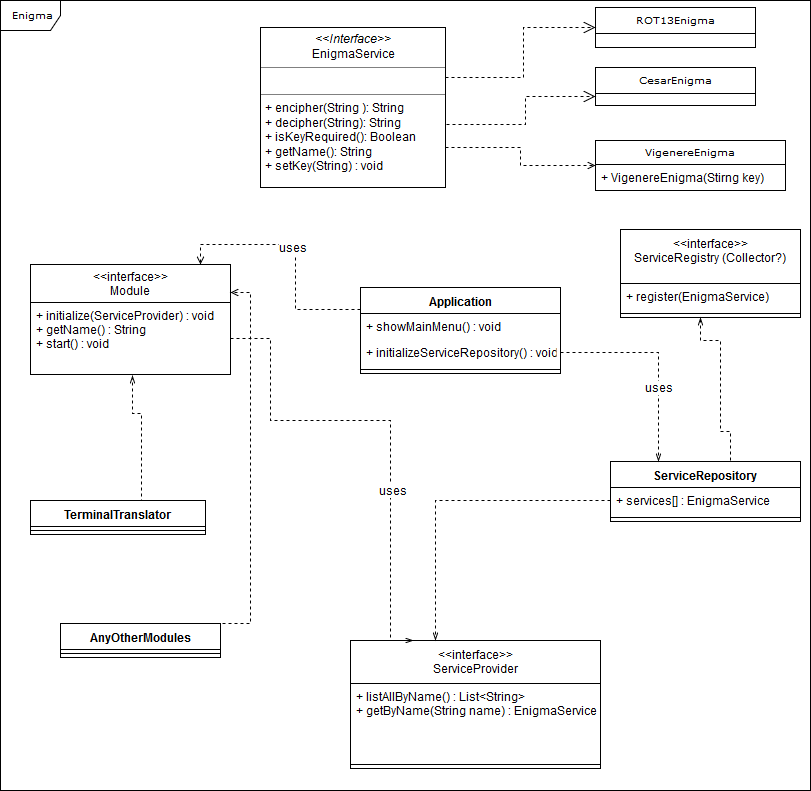 Enigma
<<Interface>>
EnigmaService
+ encipher(String ): String
+ decipher(String): String
+ isKeyRequired(): Boolean
+ getName(): String
+ setKey(String) : void
ROT13Enigma
CesarEnigma
VigenereEnigma
+ VigenereEnigma(Stirng key)
uses
<<interface>>
Module
+ initialize(ServiceProvider) : void
+ getName() : String
+ start() : void
Application
+ showMainMenu() : void
+ initializeServiceRepository() : void
<<interface>>
ServiceRegistry (Collector?)
+ register(EnigmaService)
uses
ServiceRepository
+ services[] : EnigmaService
uses
TerminalTranslator
AnyOtherModules
<<interface>>
ServiceProvider
+ listAllByName() : List<String>
+ getByName(String name) : EnigmaService